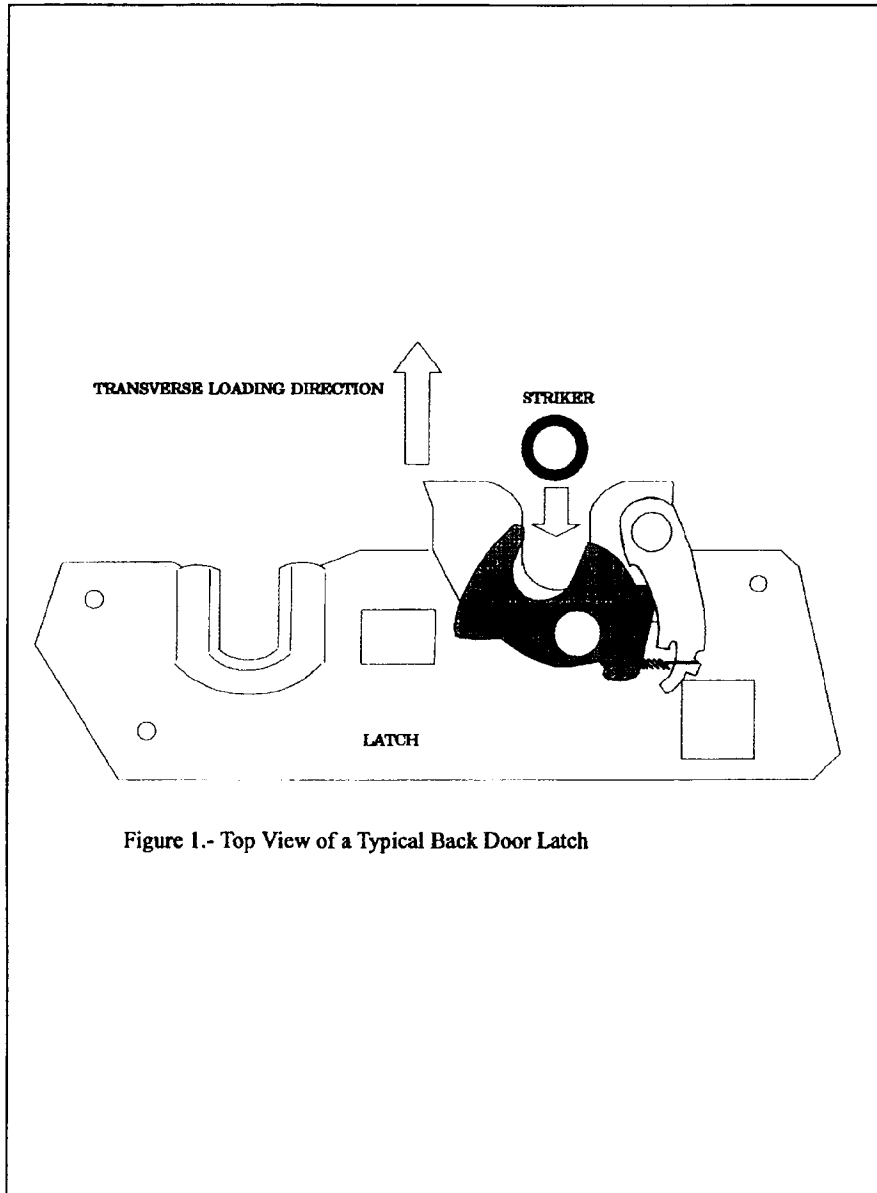 TRANSVERSE LOADING DIRECTION
STRIKER
LATCH
Figure 1.- Top View of a Typical Back Door Latch